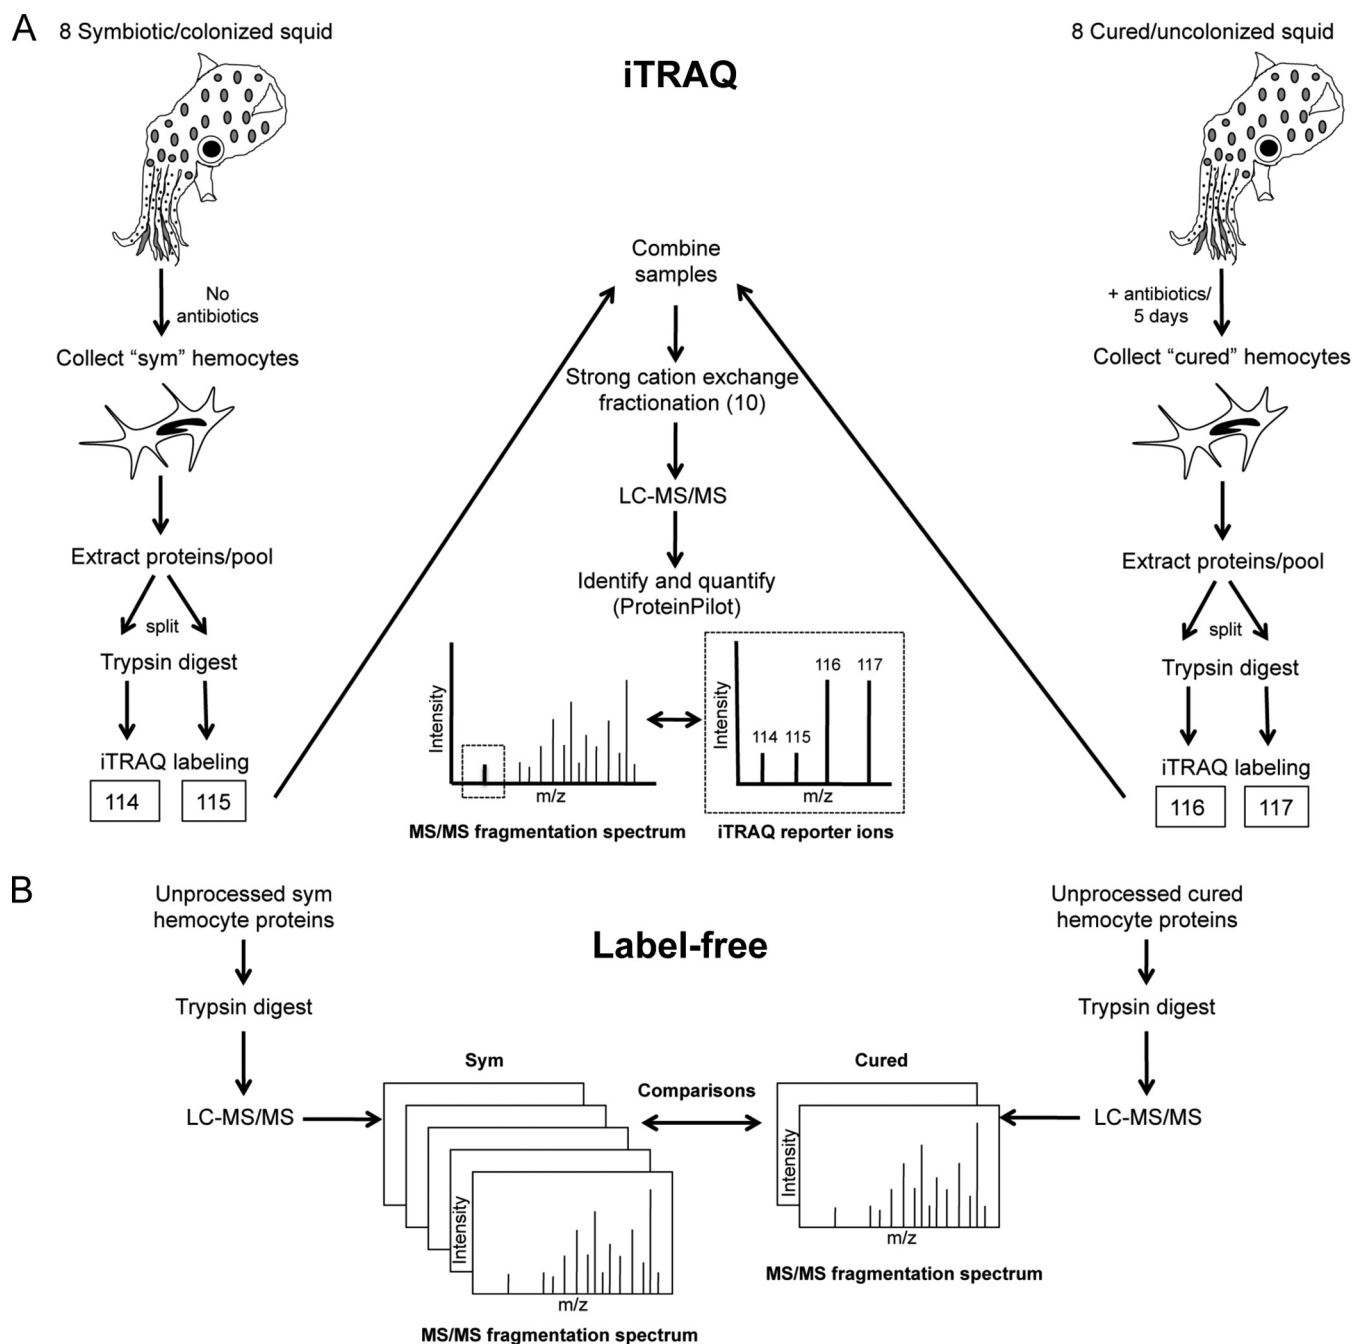 A
8 Symbiotic/colonized squid
No
antibiotics
Collect “sym” hemocytes
Extract proteins/pool
split
Trypsin digest
iTRAQ labeling
114
115
iTRAQ
Combine
samples
Strong cation exchange
fractionation (10)
LC-MS/MS
Identify and quantify
(ProteinPilot)
Intensity
m/z
MS/MS fragmentation spectrum
Intensity
114
115
116
117
m/z
iTRAQ reporter ions
8 Cured/uncolonized squid
+ antibiotics/
5 days
Collect “cured” hemocytes
Extract proteins/pool
split
Trypsin digest
iTRAQ labeling
116
117
B
Label-free
Unprocessed sym
hemocyte proteins
Trypsin digest
LC-MS/MS
Sym
Intensity
m/z
MS/MS fragmentation spectrum
Comparisons
Unprocessed cured
hemocyte proteins
Trypsin digest
LC-MS/MS
Cured
Intensity
m/z
MS/MS fragmentation spectrum